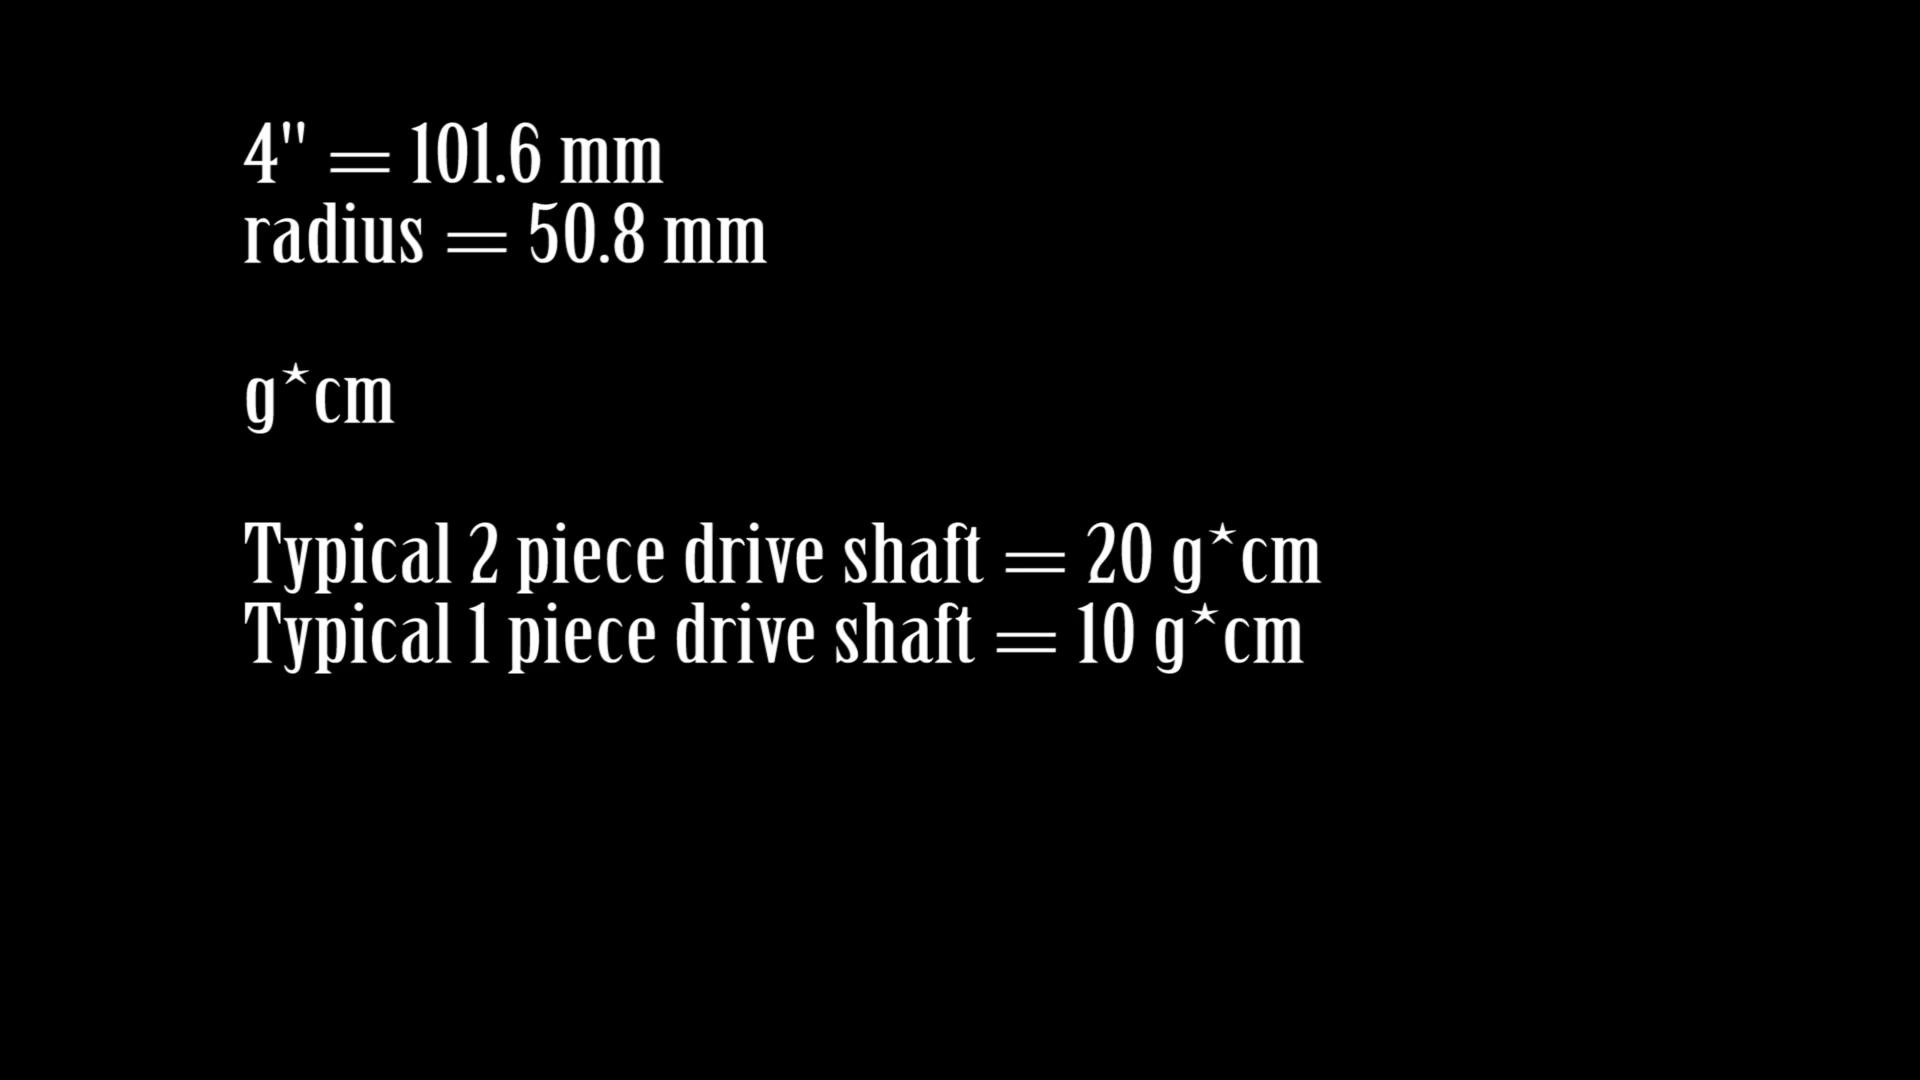 4" = 101.6 mm
radius = 50.8 mm
g*cm
Typical 2 piece drive shaft = 20 g*cm
Typical 1 piece drive shaft = 10 g*cm